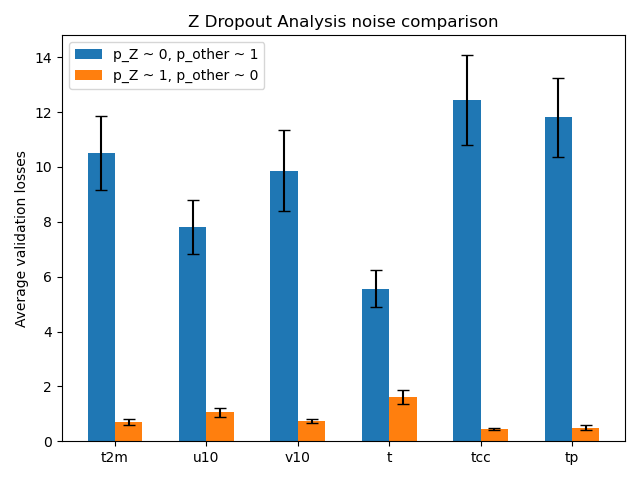 Z Dropout Analysis noise comparison
p_Z ~ 0, p_other ~ 1
p_Z ~ 1, p_other ~ 0
Average validation losses
14
12
10
8
6
4
2
0
t2m u10 v10 t tcc tp